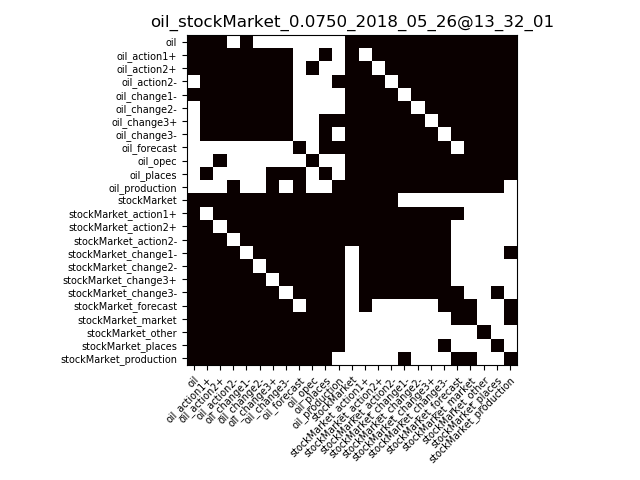 oil_stockMarket_0.0750_2018_05_26@13_32_01
oil
oil_action1+
oil_action2+
oil_action2-
oil_change1-
oil_change2-
oil_change3+
oil_change3-
oil_forecast
oil_opec
oil_places
oil_production
stockMarket
stockMarket_action1+
stockMarket_action2+
stockMarket_action2-
stockMarket_change1-
stockMarket_change2-
stockMarket_change3+
stockMarket_change3-
stockMarket_forecast
stockMarket_market
stockMarket_other
stockMarket_places
stockMarket_production
oil
oil_action1+
oil_action2+
oil_action2-
oil_change1-
oil_change2-
oil_change3+
oil_change3-
oil_forecast
oil_opec
oil_places
oil_production
stockMarket
stockMarket_action1+
stockMarket_action2+
stockMarket_action2-
stockMarket_change1-
stockMarket_change2-
stockMarket_change3+
stockMarket_change3-
stockMarket_forecast
stockMarket_market
stockMarket_other
stockMarket_places
stockMarket_production